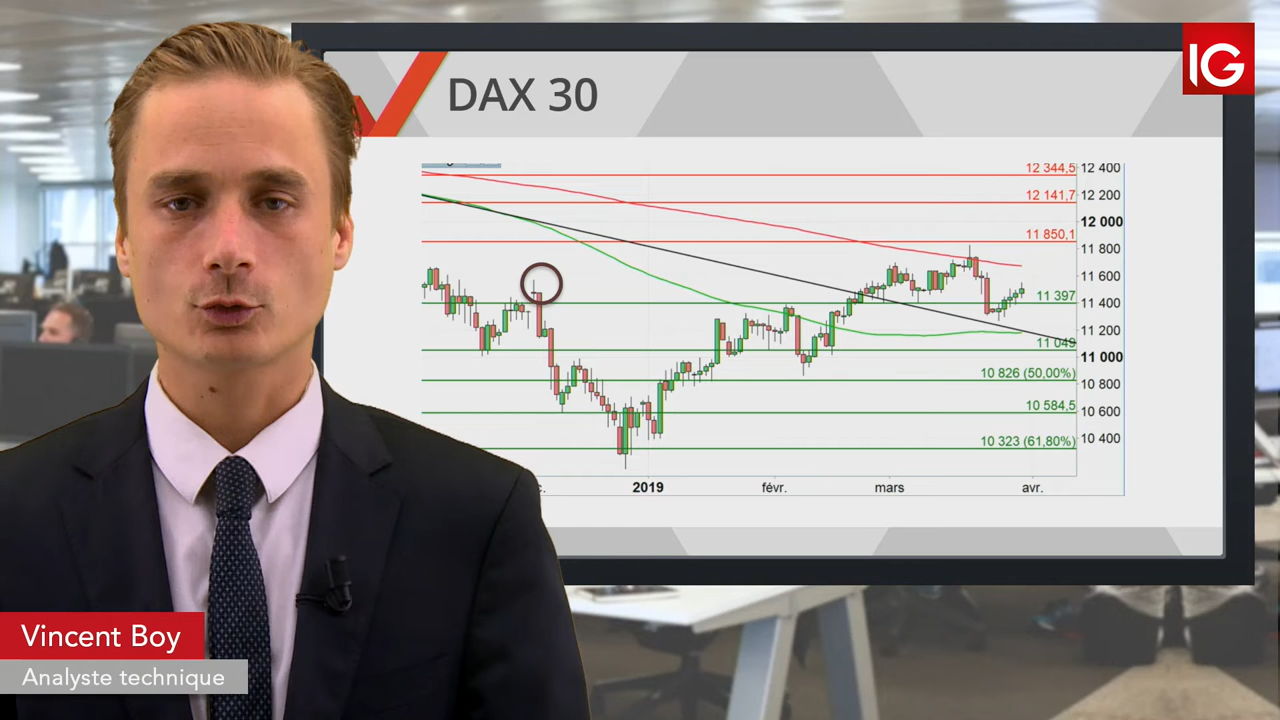 IG
DAX 30
12 344,5
12 400
12 200
12 141,7
12 000
11 850,1
11 800
11 600
11 397
11 400
11 200
11 049
11 000
10 826 (50,00%)
10 800
10 584,5
10 600
10 323 (61,80%)
10 400
2019
févr.
mars
avr.
Vincent Boy
Analyste technique